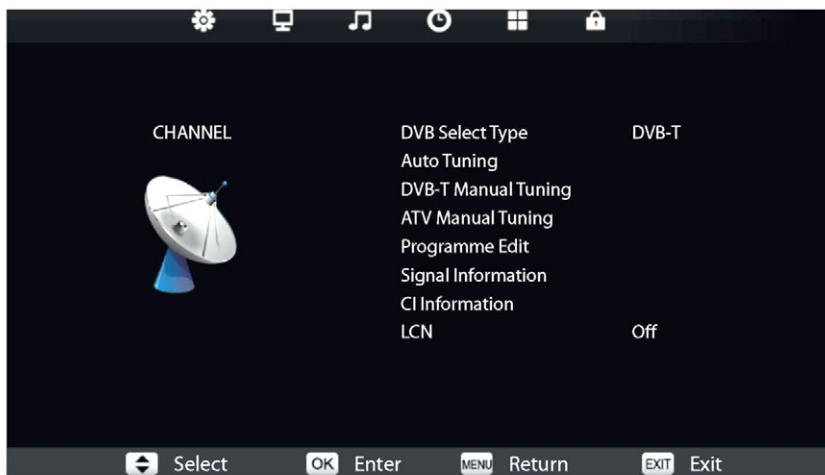 CHANNEL
DVB Select Type DVB-T
Auto Tuning
DVB-T Manual Tuning
ATV Manual Tuning
Programme Edit
Signal Information
CI Information
LCN Off
Select OK Enter MENU Return EXIT Exit